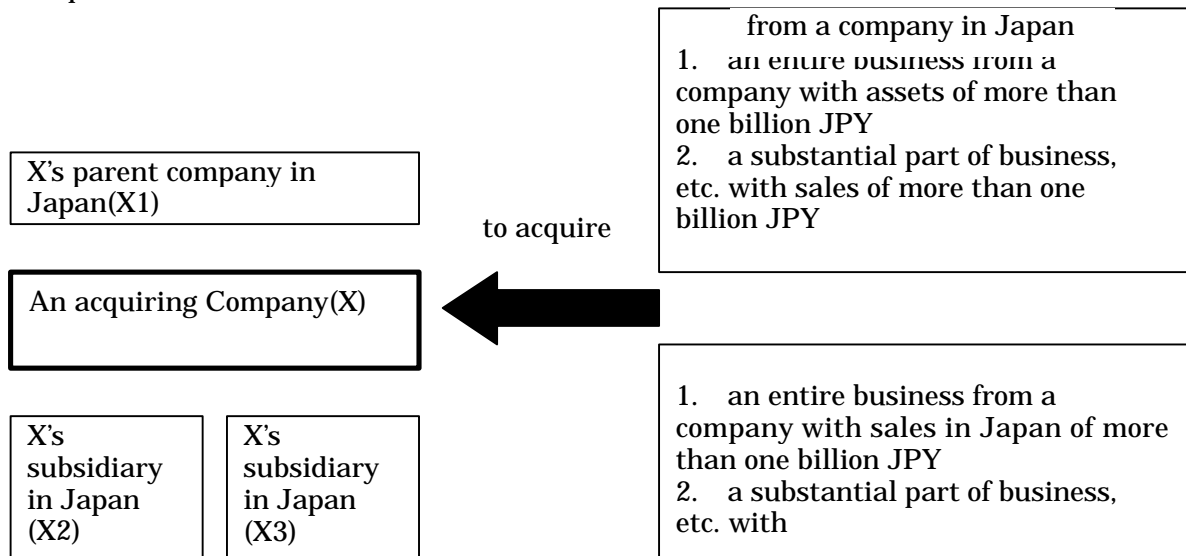 from a company in Japan
1. an entire business from a
company with assets of more than
one billion JPY
2. a substantial part of business,
etc. with sales of more than one
billion JPY
X's parent company in
Japan(X1)
to acquire
An acquiring Company(X)
1. an entire business from a
company with sales in Japan of more
than one billion JPY
2. a substantial part of business,
etc. with
X's
subsidiary
in Japan
(X2)
X's
subsidiary
in Japan
(X3)